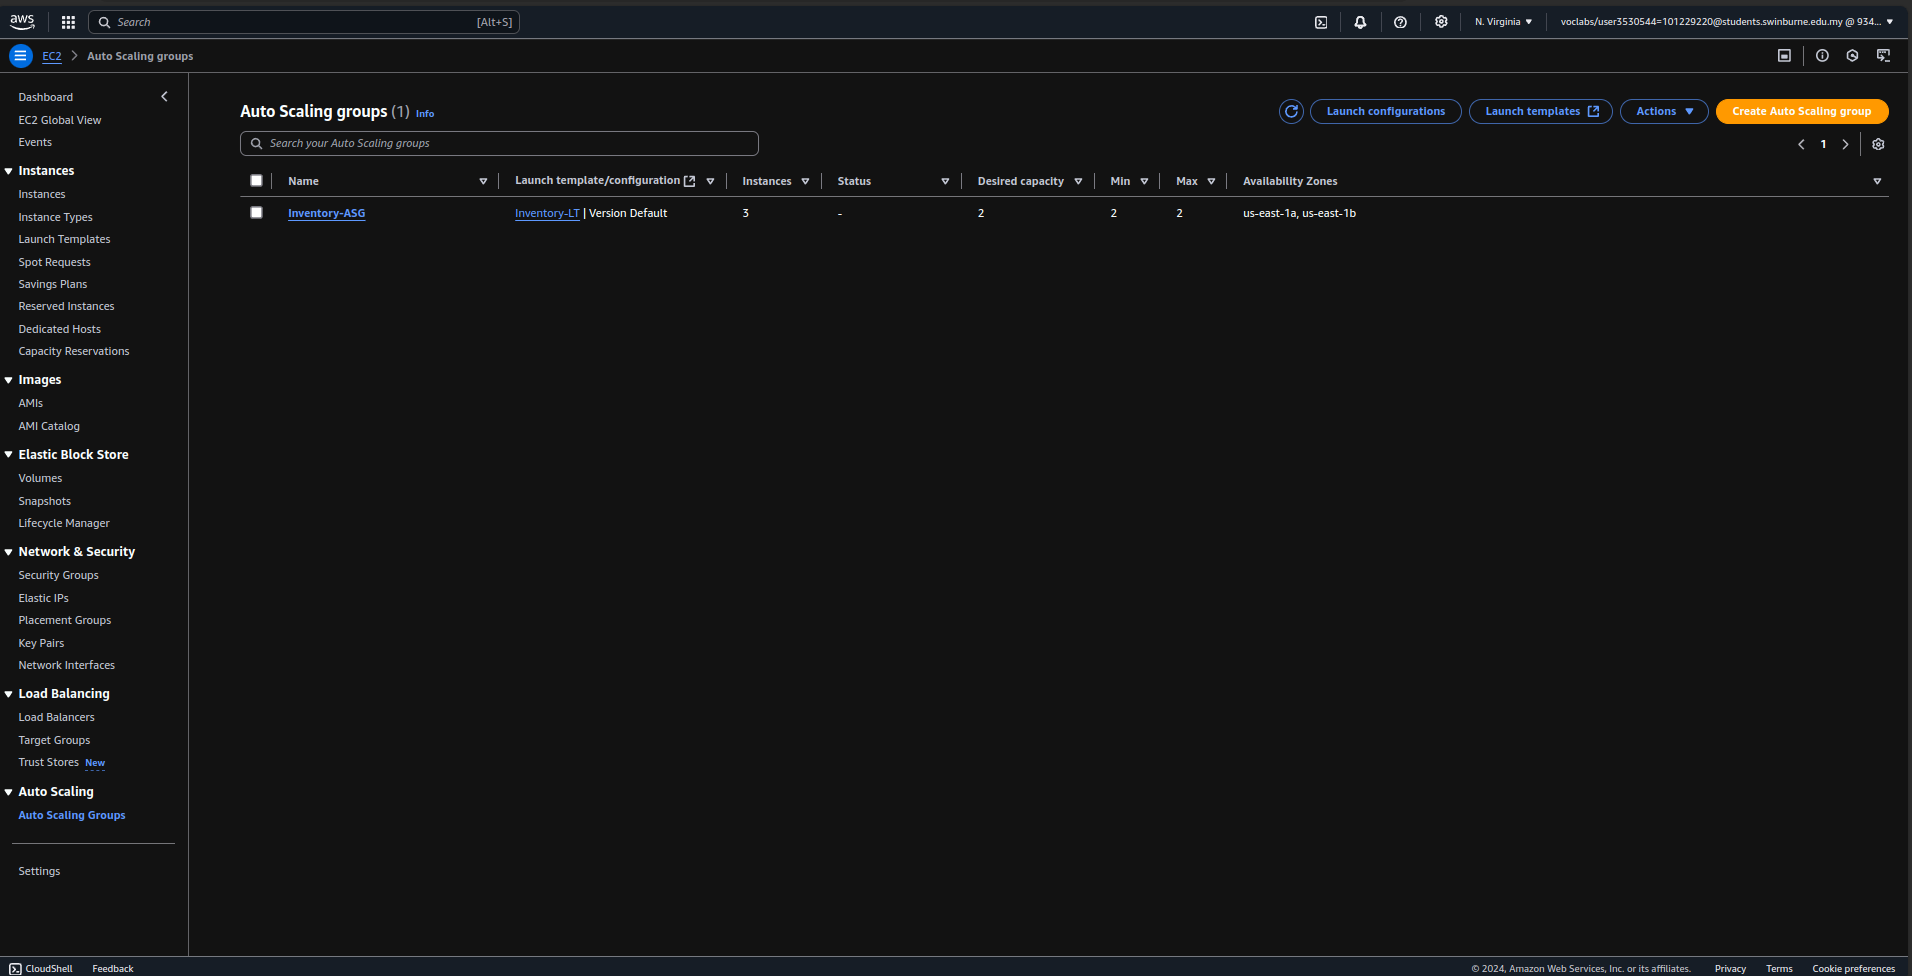 aws Search [Alt+S] N. Virginia voclabs/user3530544=101229220@students.swinburne.edu.my @ 934...
EC2 Auto Scaling groups
Dashboard
EC2 Global View
Events
Instances
Instances
Instance Types
Launch Templates
Spot Requests
Savings Plans
Reserved Instances
Dedicated Hosts
Capacity Reservations
Images
AMIs
AMI Catalog
Elastic Block Store
Volumes
Snapshots
Lifecycle Manager
Network & Security
Security Groups
Elastic IPs
Placement Groups
Key Pairs
Network Interfaces
Load Balancing
Load Balancers
Target Groups
Trust Stores New
Auto Scaling
Auto Scaling Groups
Settings
Auto Scaling groups (1) Info Launch configurations Launch templates Actions Create Auto Scaling group
Search your Auto Scaling groups 1
Name Launch template/configuration Instances Status Desired capacity Min Max Availability Zones
Inventory-ASG Inventory-LT | Version Default 3 - 2 2 2 us-east-1a, us-east-1b
CloudShell Feedback © 2024, Amazon Web Services, Inc. or its affiliates. Privacy Terms Cookie preferences